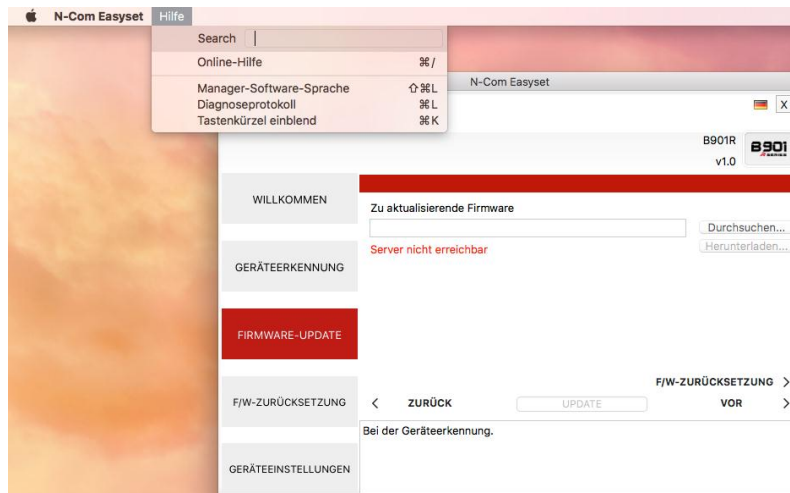 N-Com Easyset Hilfe
Search
Online-Hilfe ⌘/
Manager-Software-Sprache ⇧⌘L
Diagnoseprotokoll ⌘L
Tastenkürzel einblend ⌘K
N-Com Easyset
X
B901R
v1.0
B901
SERIES
WILLKOMMEN
Zu aktualisierende Firmware
Durchsuchen...
Server nicht erreichbar
Herunterladen...
GERÄTEERKENNUNG
FIRMWARE-UPDATE
F/W-ZURÜCKSETZUNG >
F/W-ZURÜCKSETZUNG
< ZURÜCK UPDATE VOR >
Bei der Geräteerkennung.
GERÄTEEINSTELLUNGEN